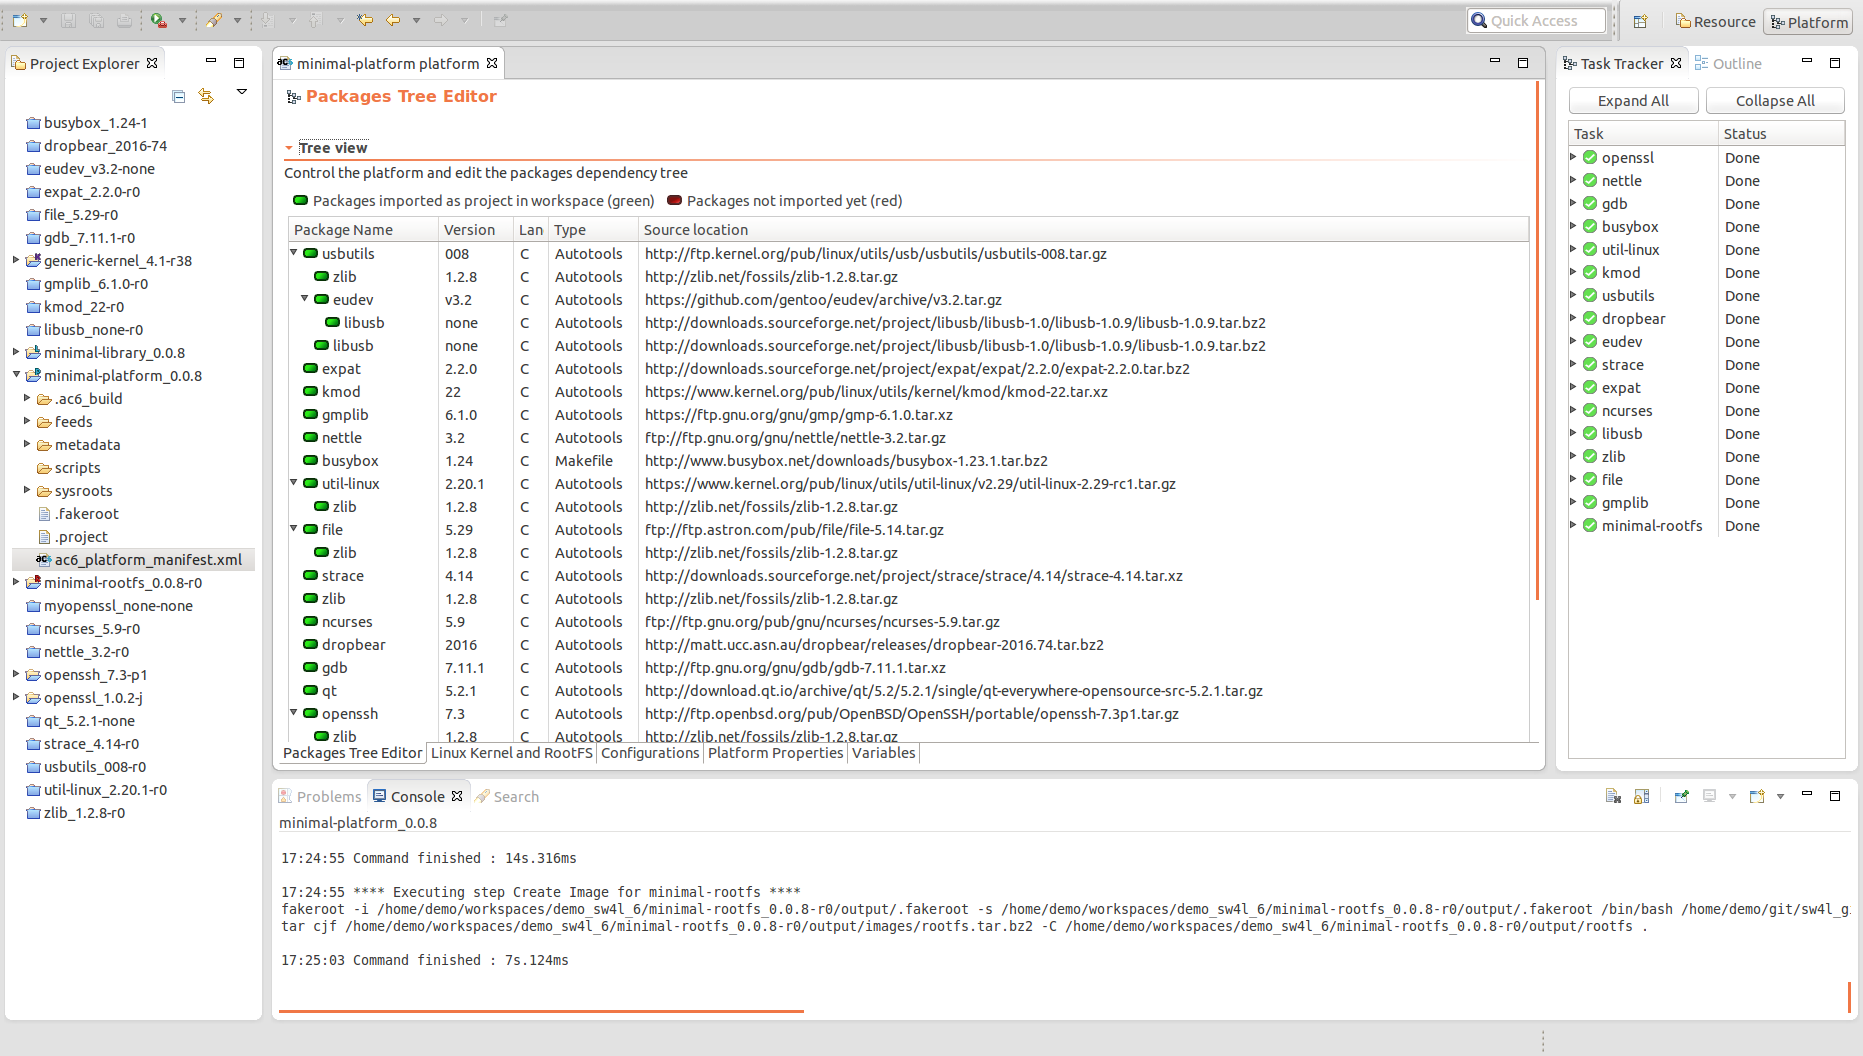 Quick Access
Resource
Platform
Project Explorer
busybox_1.24-1
dropbear_2016-74
eudev_v3.2-none
expat_2.2.0-r0
file_5.29-r0
gdb_7.11.1-r0
generic-kernel_4.1-r38
gmplib_6.1.0-r0
kmod_22-r0
libusb_none-r0
minimal-library_0.0.8
minimal-platform_0.0.8
.ac6_build
feeds
metadata
scripts
sysroots
.fakeroot
.project
ac6_platform_manifest.xml
minimal-rootfs_0.0.8-r0
myopenssl_none-none
ncurses_5.9-r0
nettle_3.2-r0
openssh_7.3-p1
openssl_1.0.2-j
qt_5.2.1-none
strace_4.14-r0
usbutils_008-r0
util-linux_2.20.1-r0
zlib_1.2.8-r0
minimal-platform platform
Packages Tree Editor
Tree view
Control the platform and edit the packages dependency tree
Packages imported as project in workspace (green) Packages not imported yet (red)
Package Name Version Lan Type Source location
usbutils 008 C Autotools http://ftp.kernel.org/pub/linux/utils/usb/usbutils/usbutils-008.tar.gz
zlib 1.2.8 C Autotools http://zlib.net/fossils/zlib-1.2.8.tar.gz
eudev v3.2 C Autotools https://github.com/gentoo/eudev/archive/v3.2.tar.gz
libusb none C Autotools http://downloads.sourceforge.net/project/libusb/libusb-1.0/libusb-1.0.9/libusb-1.0.9.tar.bz2
libusb none C Autotools http://downloads.sourceforge.net/project/libusb/libusb-1.0/libusb-1.0.9/libusb-1.0.9.tar.bz2
expat 2.2.0 C Autotools http://downloads.sourceforge.net/project/expat/expat/2.2.0/expat-2.2.0.tar.bz2
kmod 22 C Autotools https://www.kernel.org/pub/linux/utils/kernel/kmod/kmod-22.tar.xz
gmplib 6.1.0 C Autotools https://ftp.gnu.org/gnu/gmp/gmp-6.1.0.tar.xz
nettle 3.2 C Autotools ftp://ftp.gnu.org/gnu/nettle/nettle-3.2.tar.gz
busybox 1.24 C Makefile http://www.busybox.net/downloads/busybox-1.23.1.tar.bz2
util-linux 2.20.1 C Autotools https://www.kernel.org/pub/linux/utils/util-linux/v2.29/util-linux-2.29-rc1.tar.gz
zlib 1.2.8 C Autotools http://zlib.net/fossils/zlib-1.2.8.tar.gz
file 5.29 C Autotools ftp://ftp.astron.com/pub/file/file-5.14.tar.gz
zlib 1.2.8 C Autotools http://zlib.net/fossils/zlib-1.2.8.tar.gz
strace 4.14 C Autotools http://downloads.sourceforge.net/project/strace/strace/4.14/strace-4.14.tar.xz
zlib 1.2.8 C Autotools http://zlib.net/fossils/zlib-1.2.8.tar.gz
ncurses 5.9 C Autotools ftp://ftp.gnu.org/pub/gnu/ncurses/ncurses-5.9.tar.gz
dropbear 2016 C Autotools http://matt.ucc.asn.au/dropbear/releases/dropbear-2016.74.tar.bz2
gdb 7.11.1 C Autotools http://ftp.gnu.org/gnu/gdb/gdb-7.11.1.tar.xz
qt 5.2.1 C Autotools http://download.qt.io/archive/qt/5.2/5.2.1/single/qt-everywhere-opensource-src-5.2.1.tar.gz
openssh 7.3 C Autotools http://ftp.openbsd.org/pub/OpenBSD/OpenSSH/portable/openssh-7.3p1.tar.gz
zlib 1.2.8 C Autotools http://zlib.net/fossils/zlib-1.2.8.tar.gz
Packages Tree Editor Linux Kernel and RootFS Configurations Platform Properties Variables
Task Tracker Outline
Expand All Collapse All
Task Status
openssl Done
nettle Done
gdb Done
busybox Done
util-linux Done
kmod Done
usbutils Done
dropbear Done
eudev Done
strace Done
expat Done
ncurses Done
libusb Done
zlib Done
file Done
gmplib Done
minimal-rootfs Done
Problems Console Search
minimal-platform_0.0.8
17:24:55 Command finished : 14s.316ms
17:24:55 **** Executing step Create Image for minimal-rootfs ****
fakeroot -i /home/demo/workspaces/demo_sw4l_6/minimal-rootfs_0.0.8-r0/output/.fakeroot -s /home/demo/workspaces/demo_sw4l_6/minimal-rootfs_0.0.8-r0/output/.fakeroot /bin/bash /home/demo/git/sw4l_g
tar cjf /home/demo/workspaces/demo_sw4l_6/minimal-rootfs_0.0.8-r0/output/images/rootfs.tar.bz2 -C /home/demo/workspaces/demo_sw4l_6/minimal-rootfs_0.0.8-r0/output/rootfs .
17:25:03 Command finished : 7s.124ms